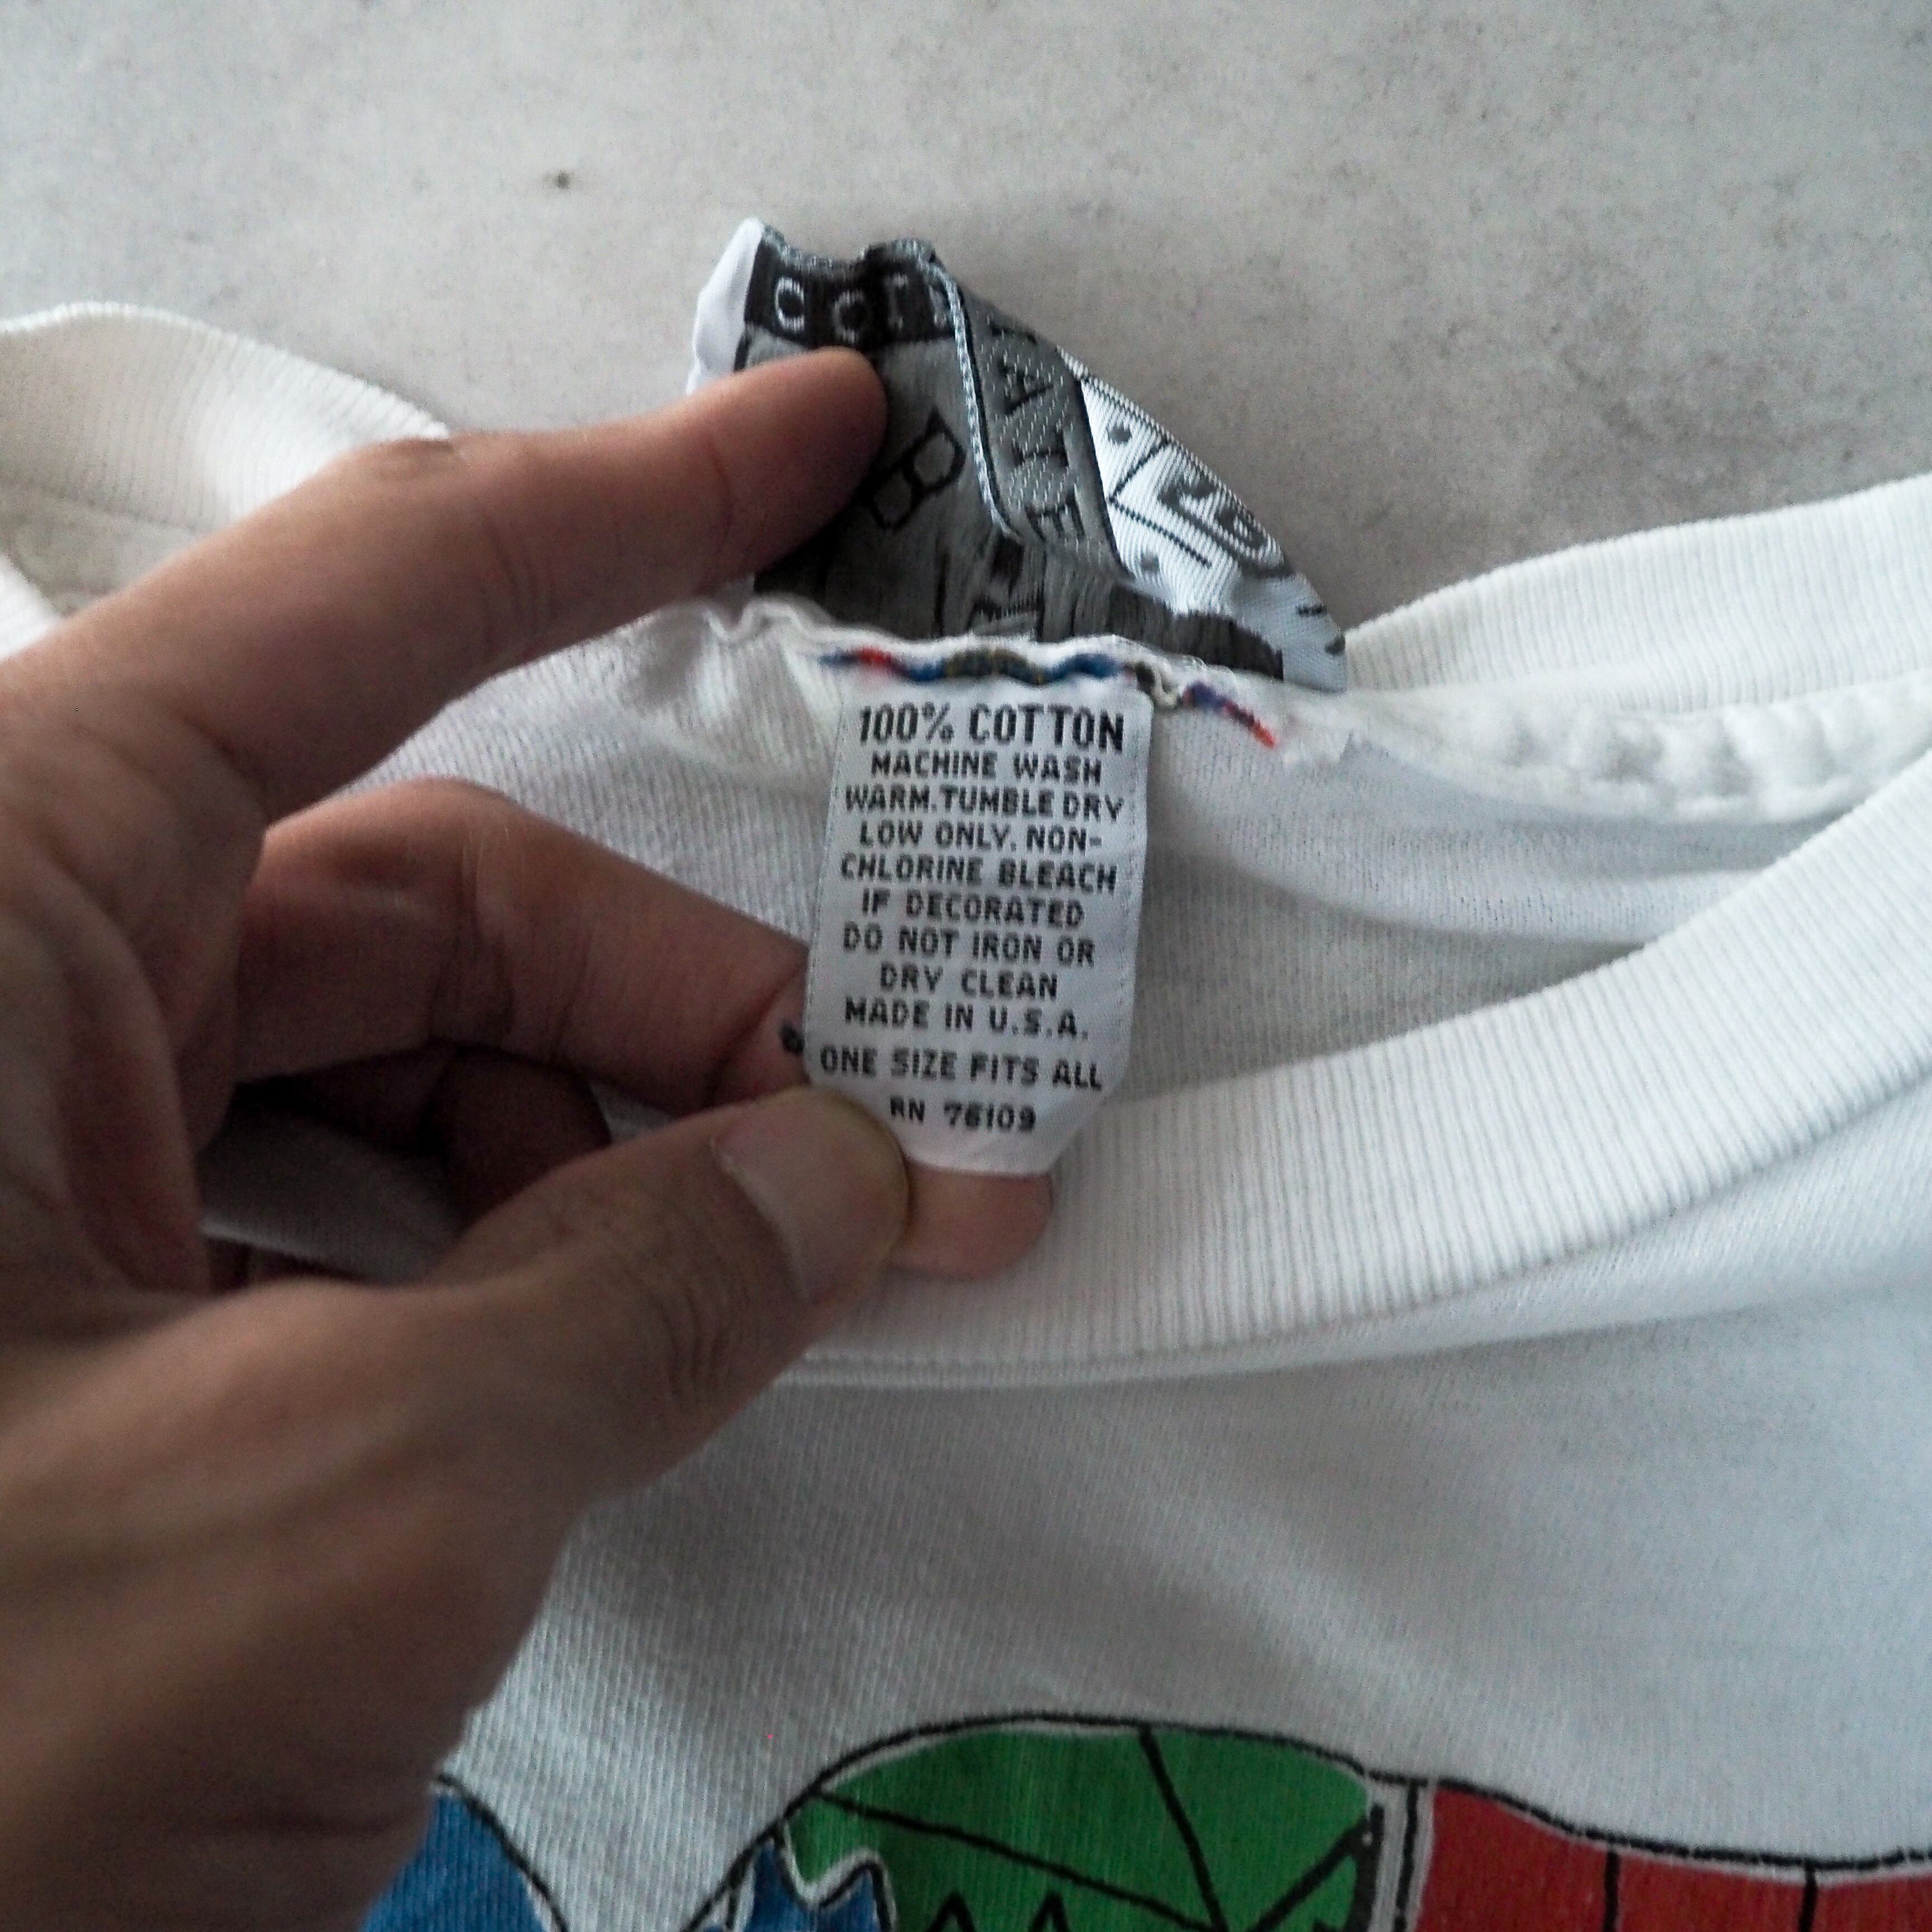 100% COTTON
MACHINE WASH
WARM.TUMBLE DRY
LOW ONLY. NON-
CHLORINE BLEACH
IF DECORATED
DO NOT IRON OR
DRY CLEAN
MADE IN U.S.A.
ONE SIZE FITS ALL
RN 76109